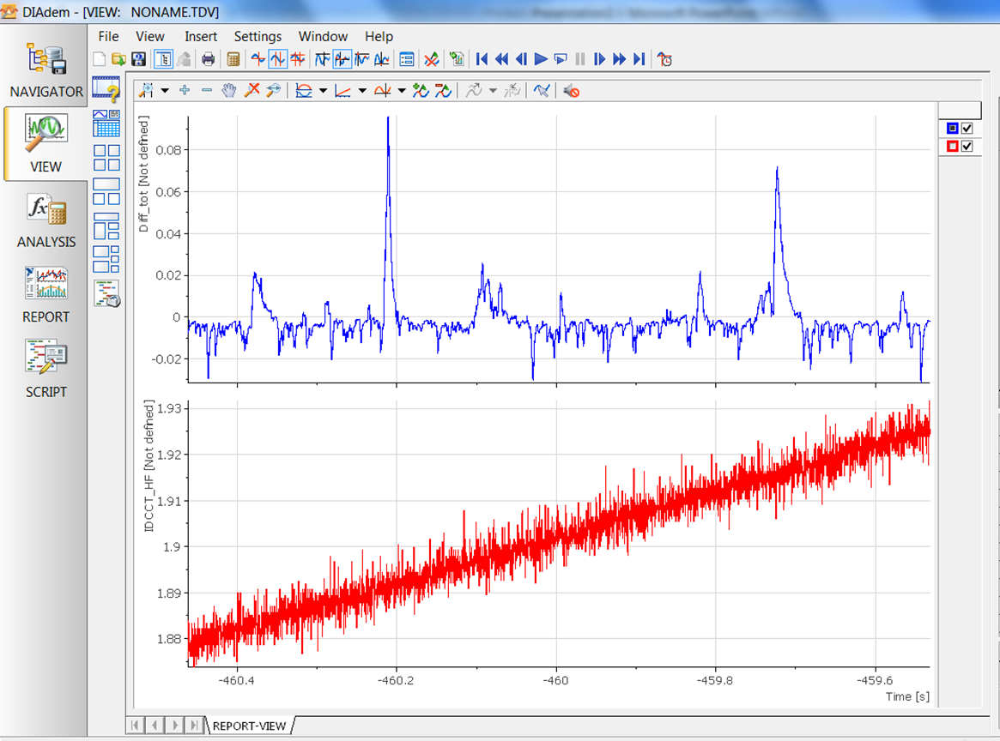 DIAdem - [VIEW:   NONAME.TDV]
File View Insert Settings Window Help
NAVIGATOR
VIEW
ANALYSIS
REPORT
SCRIPT
Diff_tot [Not defined]
0.08
0.06
0.04
0.02
0
-0.02
IDCCT_HF [Not defined]
1.93
1.92
1.91
1.9
1.89
1.88
-460.4 -460.2 -460 -459.8 -459.6
Time [s]
REPORT-VIEW